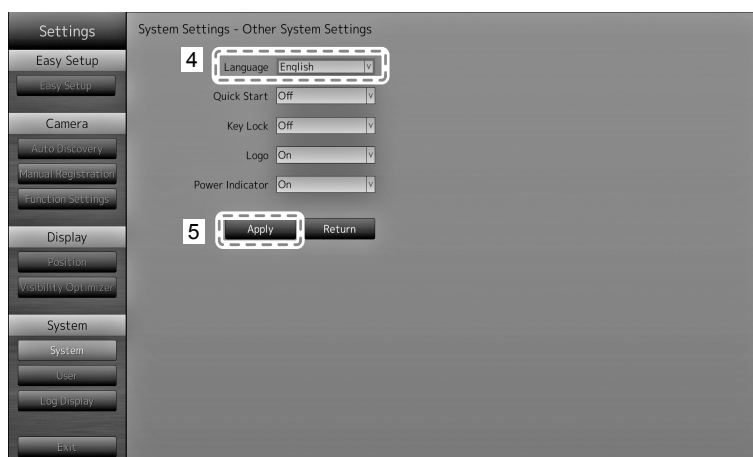 Settings
Easy Setup
Easy Setup
Camera
Auto Discovery
Manual Registration
Function Settings
Display
Position
Visibility Optimizer
System
System
User
Log Display
Exit
System Settings - Other System Settings
4
Language English
Quick Start Off
Key Lock Off
Logo On
Power Indicator On
5
Apply Return